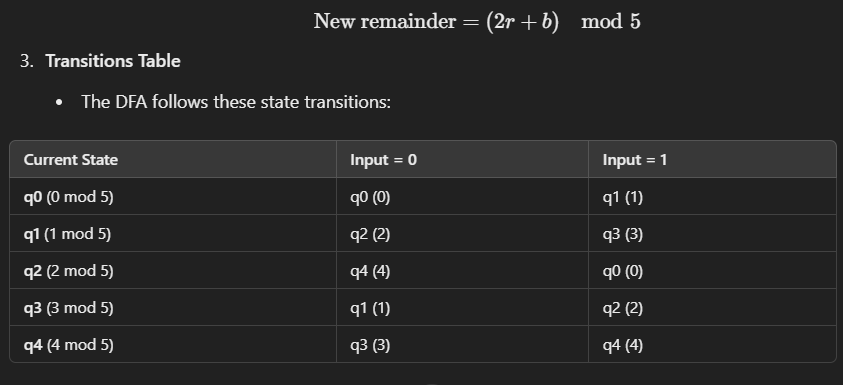 New remainder = (2r + b) mod 5
3. Transitions Table
• The DFA follows these state transitions:
Current State Input = 0 Input = 1
q0 (0 mod 5) q0 (0) q1 (1)
q1 (1 mod 5) q2 (2) q3 (3)
q2 (2 mod 5) q4 (4) q0 (0)
q3 (3 mod 5) q1 (1) q2 (2)
q4 (4 mod 5) q3 (3) q4 (4)